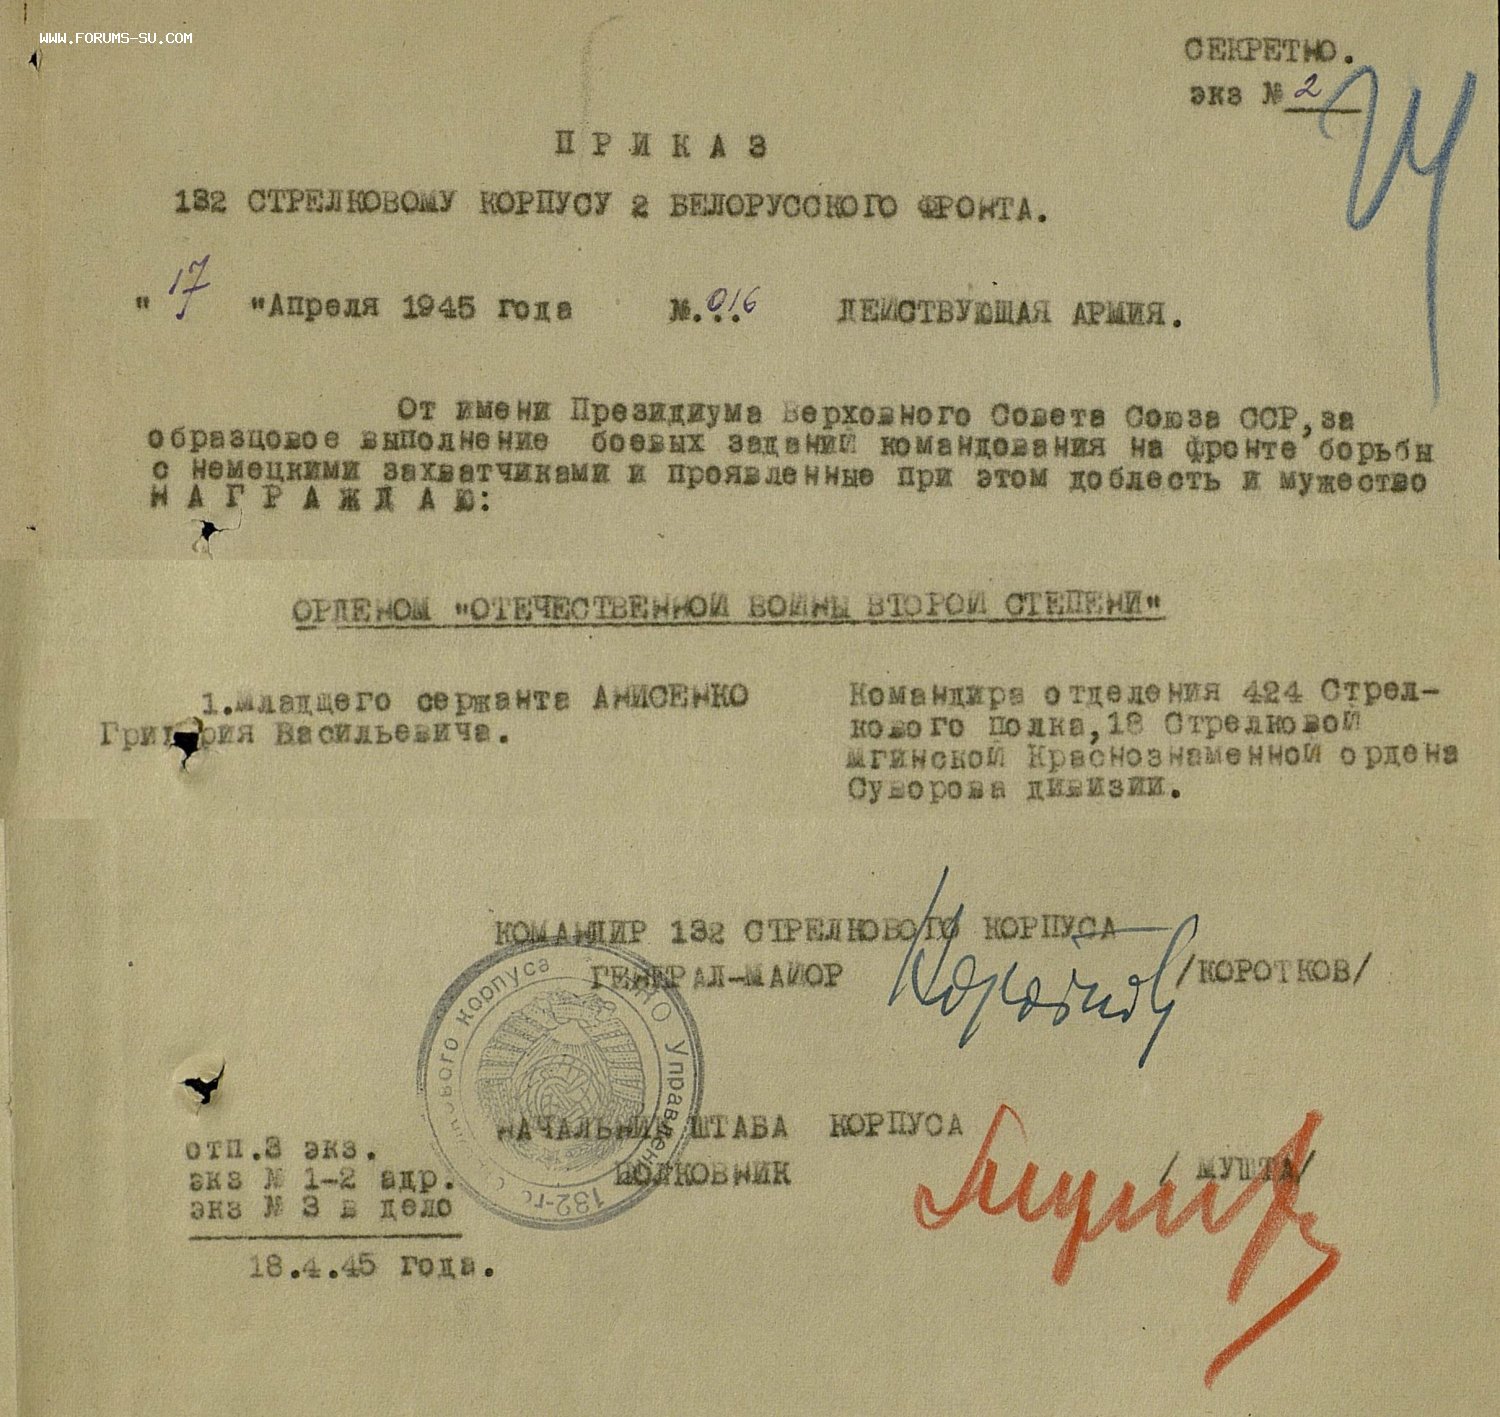 WWW.FORUMS-SU.COM
СЕКРЕТНО.
экз № 2
П Р И К А З
132 СТРЕЛКОВОМУ КОРПУСУ 2 БЕЛОРУССКОГО ФРОНТА.
" 17 "Апреля 1945 года №.016 ДЕЙСТВУЮЩАЯ АРМИЯ.
От имени Президиума Верховного Совета Союза ССР,за
образцовое выполнение боевых заданий командования на фронте борьбы
с немецкими захватчиками и проявленные при этом доблесть и мужество
Н А Г Р А Ж Д А Ю:
ОРДЕНОМ "ОТЕЧЕСТВЕННОЙ ВОЙНЫ ВТОРОЙ СТЕПЕНИ"
1.Младшего сержанта АНИСЕНКО
Григория Васильевича.
Командира отделения 424 Стрел-
кового полка,18 Стрелковой
Мгинской Краснознаменной ордена
Суворова дивизии.
КОМАНДИР 132 СТРЕЛКОВОГО КОРПУСА
ГЕНЕРАЛ-МАЙОР /КОРОТКОВ/
НАЧАЛЬНИК ШТАБА КОРПУСА
ПОЛКОВНИК / МУШТА/
отп.3 экз.
экз № 1-2 адр.
экз № 3 в дело
18.4.45 года.